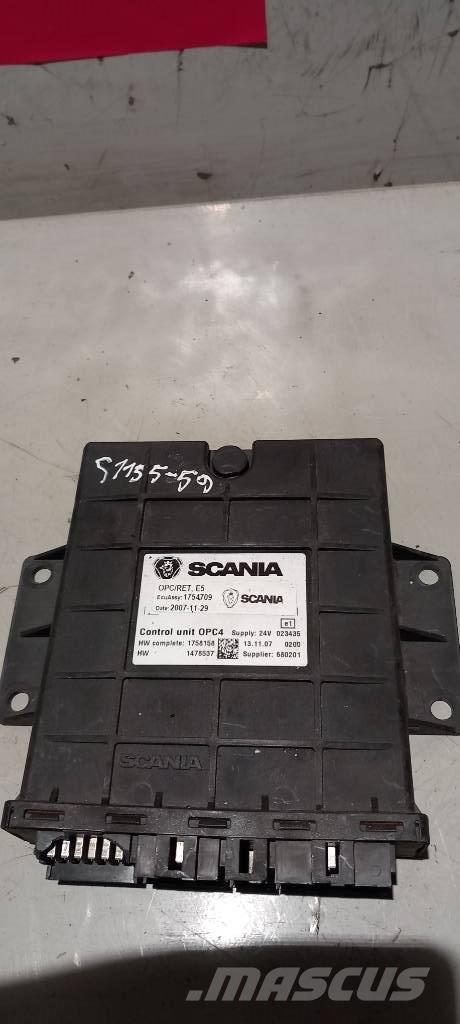 S1155-59
SCANIA
OPC/RET, E5
EcuAssy: 1754709
Date: 2007-11-29
SCANIA
e1
Control unit OPC4 Supply: 24V 023435
HW complete: 1758158 13.11.07 0200
HW 1478537 Supplier: 680201
SCANIA
MASCUS